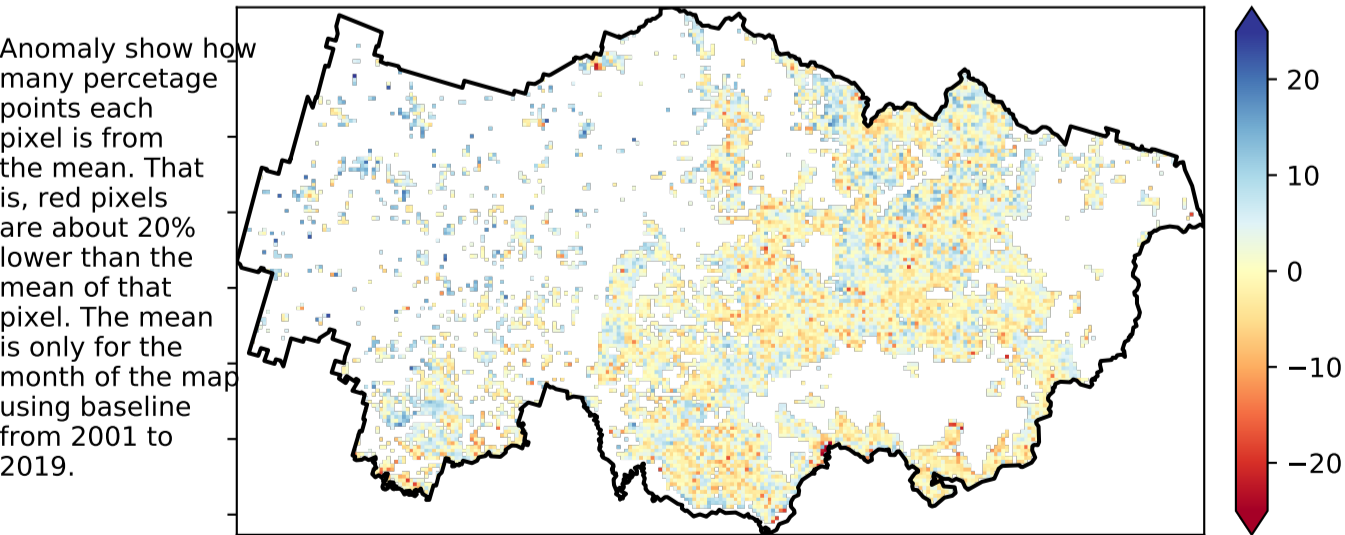 Anomaly show how
many percetage
points each
pixel is from
the mean. That
is, red pixels
are about 20%
lower than the
mean of that
pixel. The mean
is only for the
month of the map
using baseline
from 2001 to
2019.
20
10
0
−10
−20